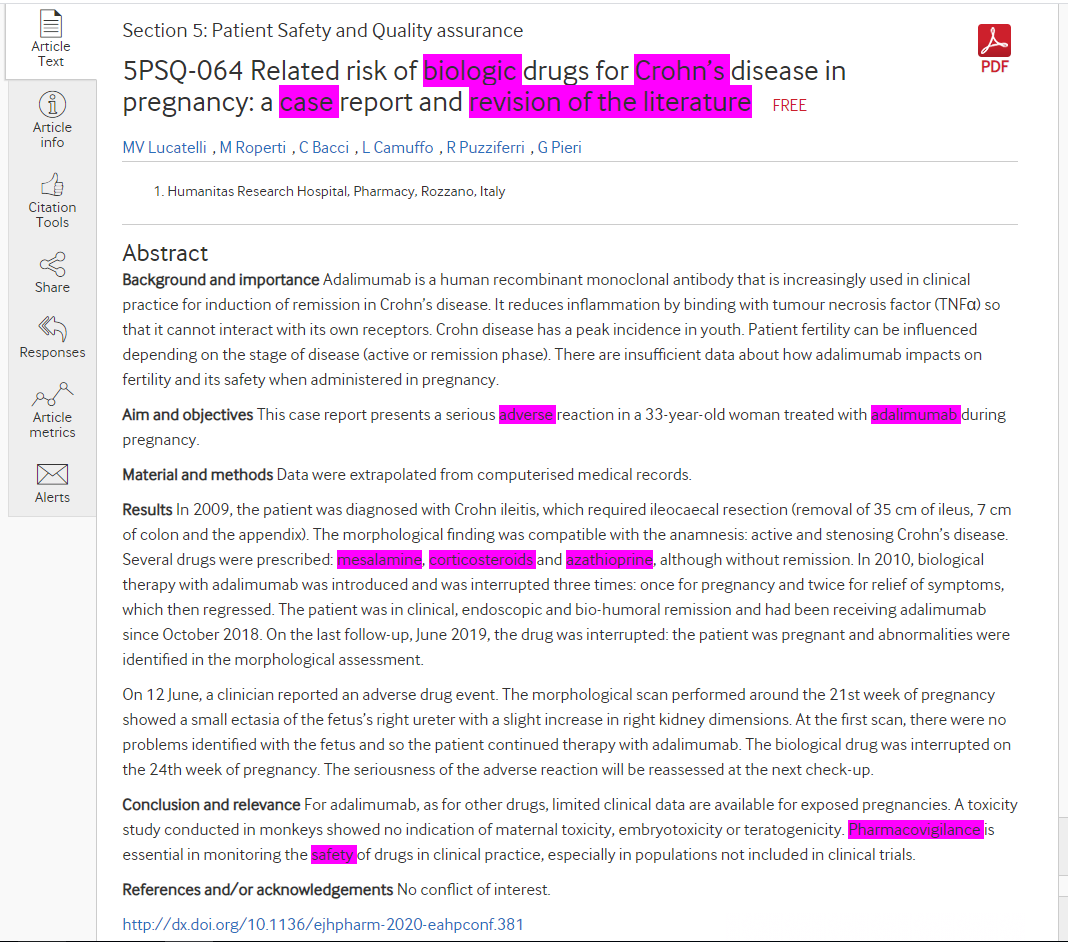 Article
Text
Article
info
Citation
Tools
Share
Responses
Article
metrics
Alerts
Section 5: Patient Safety and Quality assurance
PDF
5PSQ-064 Related risk of biologic drugs for Crohn's disease in
pregnancy: a case report and revision of the literature FREE
MV Lucatelli , M Roperti , C Bacci , L Camuffo , R Puzziferri , G Pieri
1. Humanitas Research Hospital, Pharmacy, Rozzano, Italy
Abstract
Background and importance Adalimumab is a human recombinant monoclonal antibody that is increasingly used in clinical
practice for induction of remission in Crohn's disease. It reduces inflammation by binding with tumour necrosis factor (TNFα) so
that it cannot interact with its own receptors. Crohn disease has a peak incidence in youth. Patient fertility can be influenced
depending on the stage of disease (active or remission phase). There are insufficient data about how adalimumab impacts on
fertility and its safety when administered in pregnancy.
Aim and objectives This case report presents a serious adverse reaction in a 33-year-old woman treated with adalimumab during
pregnancy.
Material and methods Data were extrapolated from computerised medical records.
Results In 2009, the patient was diagnosed with Crohn ileitis, which required ileocaecal resection (removal of 35 cm of ileus, 7 cm
of colon and the appendix). The morphological finding was compatible with the anamnesis: active and stenosing Crohn's disease.
Several drugs were prescribed: mesalamine, corticosteroids and azathioprine, although without remission. In 2010, biological
therapy with adalimumab was introduced and was interrupted three times: once for pregnancy and twice for relief of symptoms,
which then regressed. The patient was in clinical, endoscopic and bio-humoral remission and had been receiving adalimumab
since October 2018. On the last follow-up, June 2019, the drug was interrupted: the patient was pregnant and abnormalities were
identified in the morphological assessment.
On 12 June, a clinician reported an adverse drug event. The morphological scan performed around the 21st week of pregnancy
showed a small ectasia of the fetus's right ureter with a slight increase in right kidney dimensions. At the first scan, there were no
problems identified with the fetus and so the patient continued therapy with adalimumab. The biological drug was interrupted on
the 24th week of pregnancy. The seriousness of the adverse reaction will be reassessed at the next check-up.
Conclusion and relevance For adalimumab, as for other drugs, limited clinical data are available for exposed pregnancies. A toxicity
study conducted in monkeys showed no indication of maternal toxicity, embryotoxicity or teratogenicity. Pharmacovigilance is
essential in monitoring the safety of drugs in clinical practice, especially in populations not included in clinical trials.
References and/or acknowledgements No conflict of interest.
http://dx.doi.org/10.1136/ejhpharm-2020-eahpconf.381